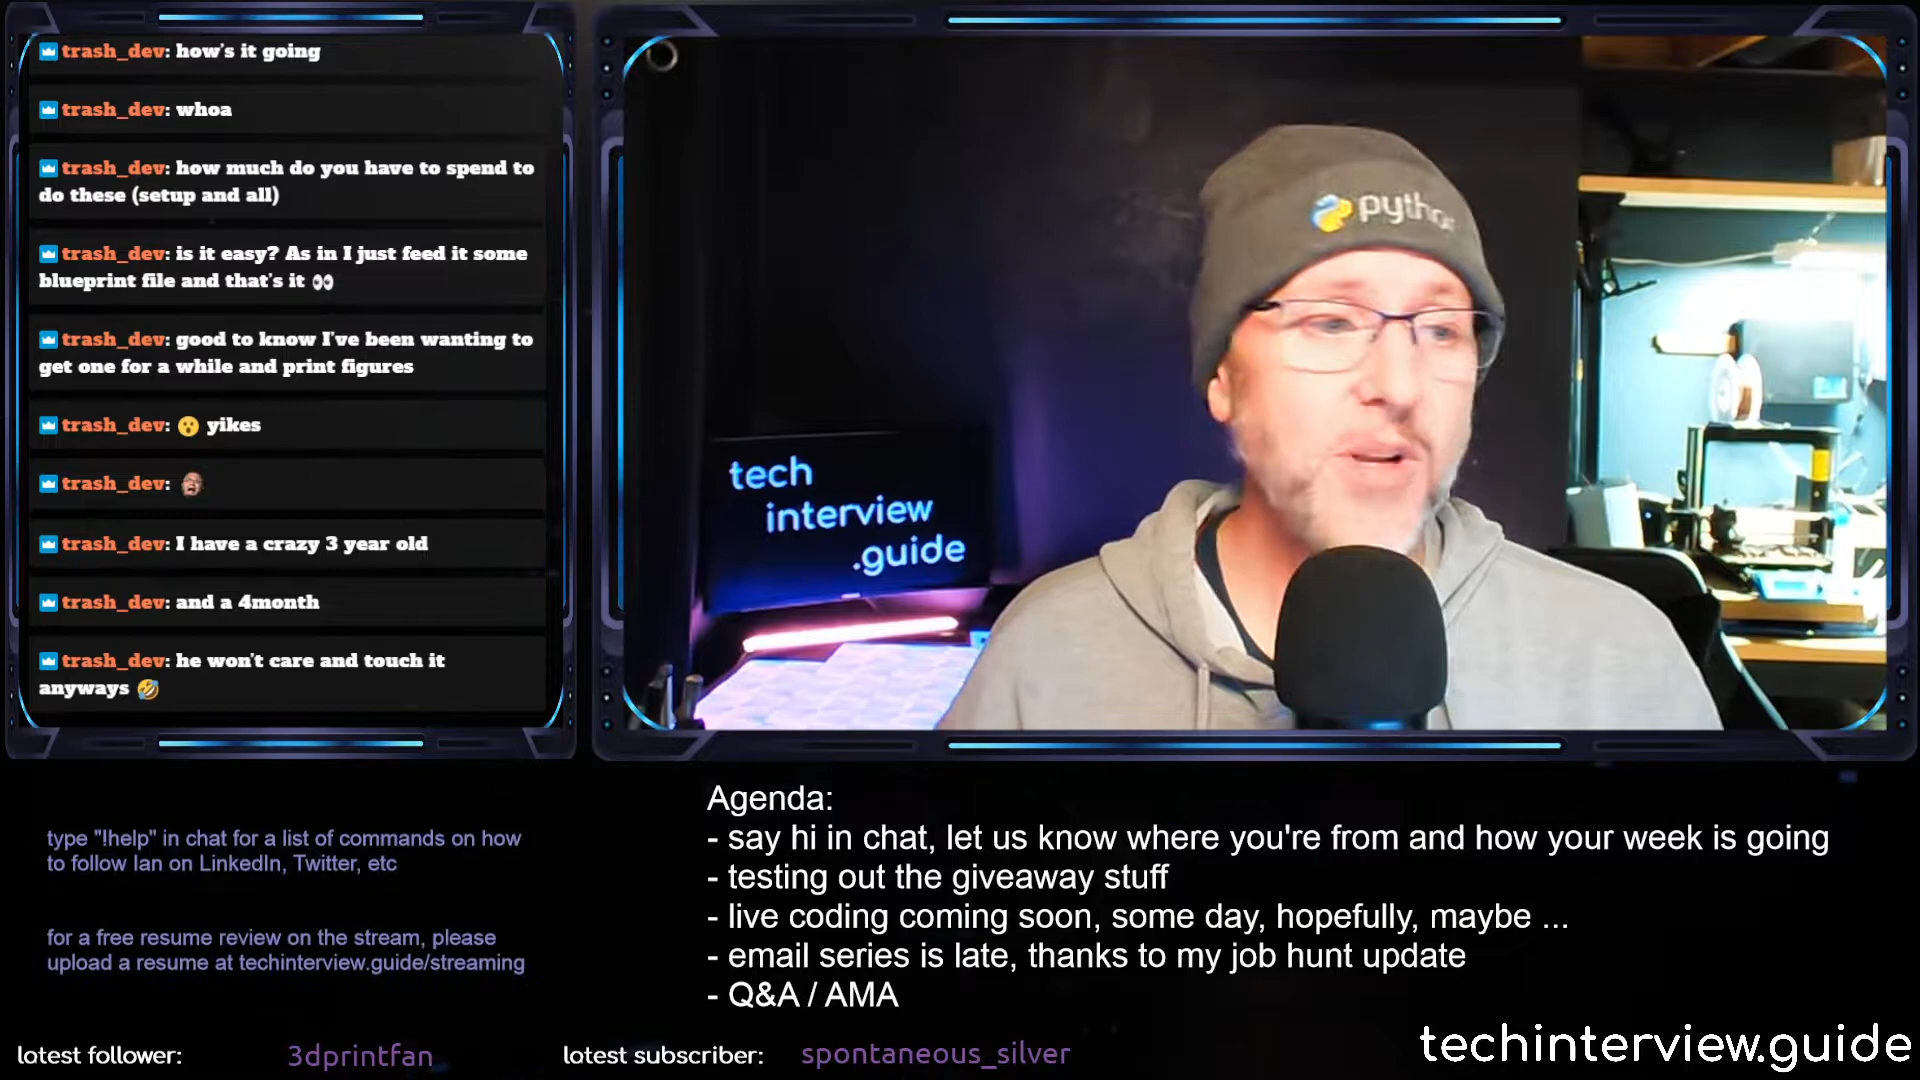 trash_dev: how's it going
trash_dev: whoa
trash_dev: how much do you have to spend to
do these (setup and all)
trash_dev: is it easy? As in I just feed it some
blueprint file and that's it 👀
trash_dev: good to know I've been wanting to
get one for a while and print figures
trash_dev: 😮 yikes
trash_dev:
trash_dev: I have a crazy 3 year old
trash_dev: and a 4month
trash_dev: he won't care and touch it
anyways 🤣
python
tech
interview
.guide
type "!help" in chat for a list of commands on how
to follow Ian on LinkedIn, Twitter, etc
for a free resume review on the stream, please
upload a resume at techinterview.guide/streaming
Agenda:
- say hi in chat, let us know where you're from and how your week is going
- testing out the giveaway stuff
- live coding coming soon, some day, hopefully, maybe ...
- email series is late, thanks to my job hunt update
- Q&A / AMA
latest follower: 3dprintfan
latest subscriber: spontaneous_silver
techinterview.guide